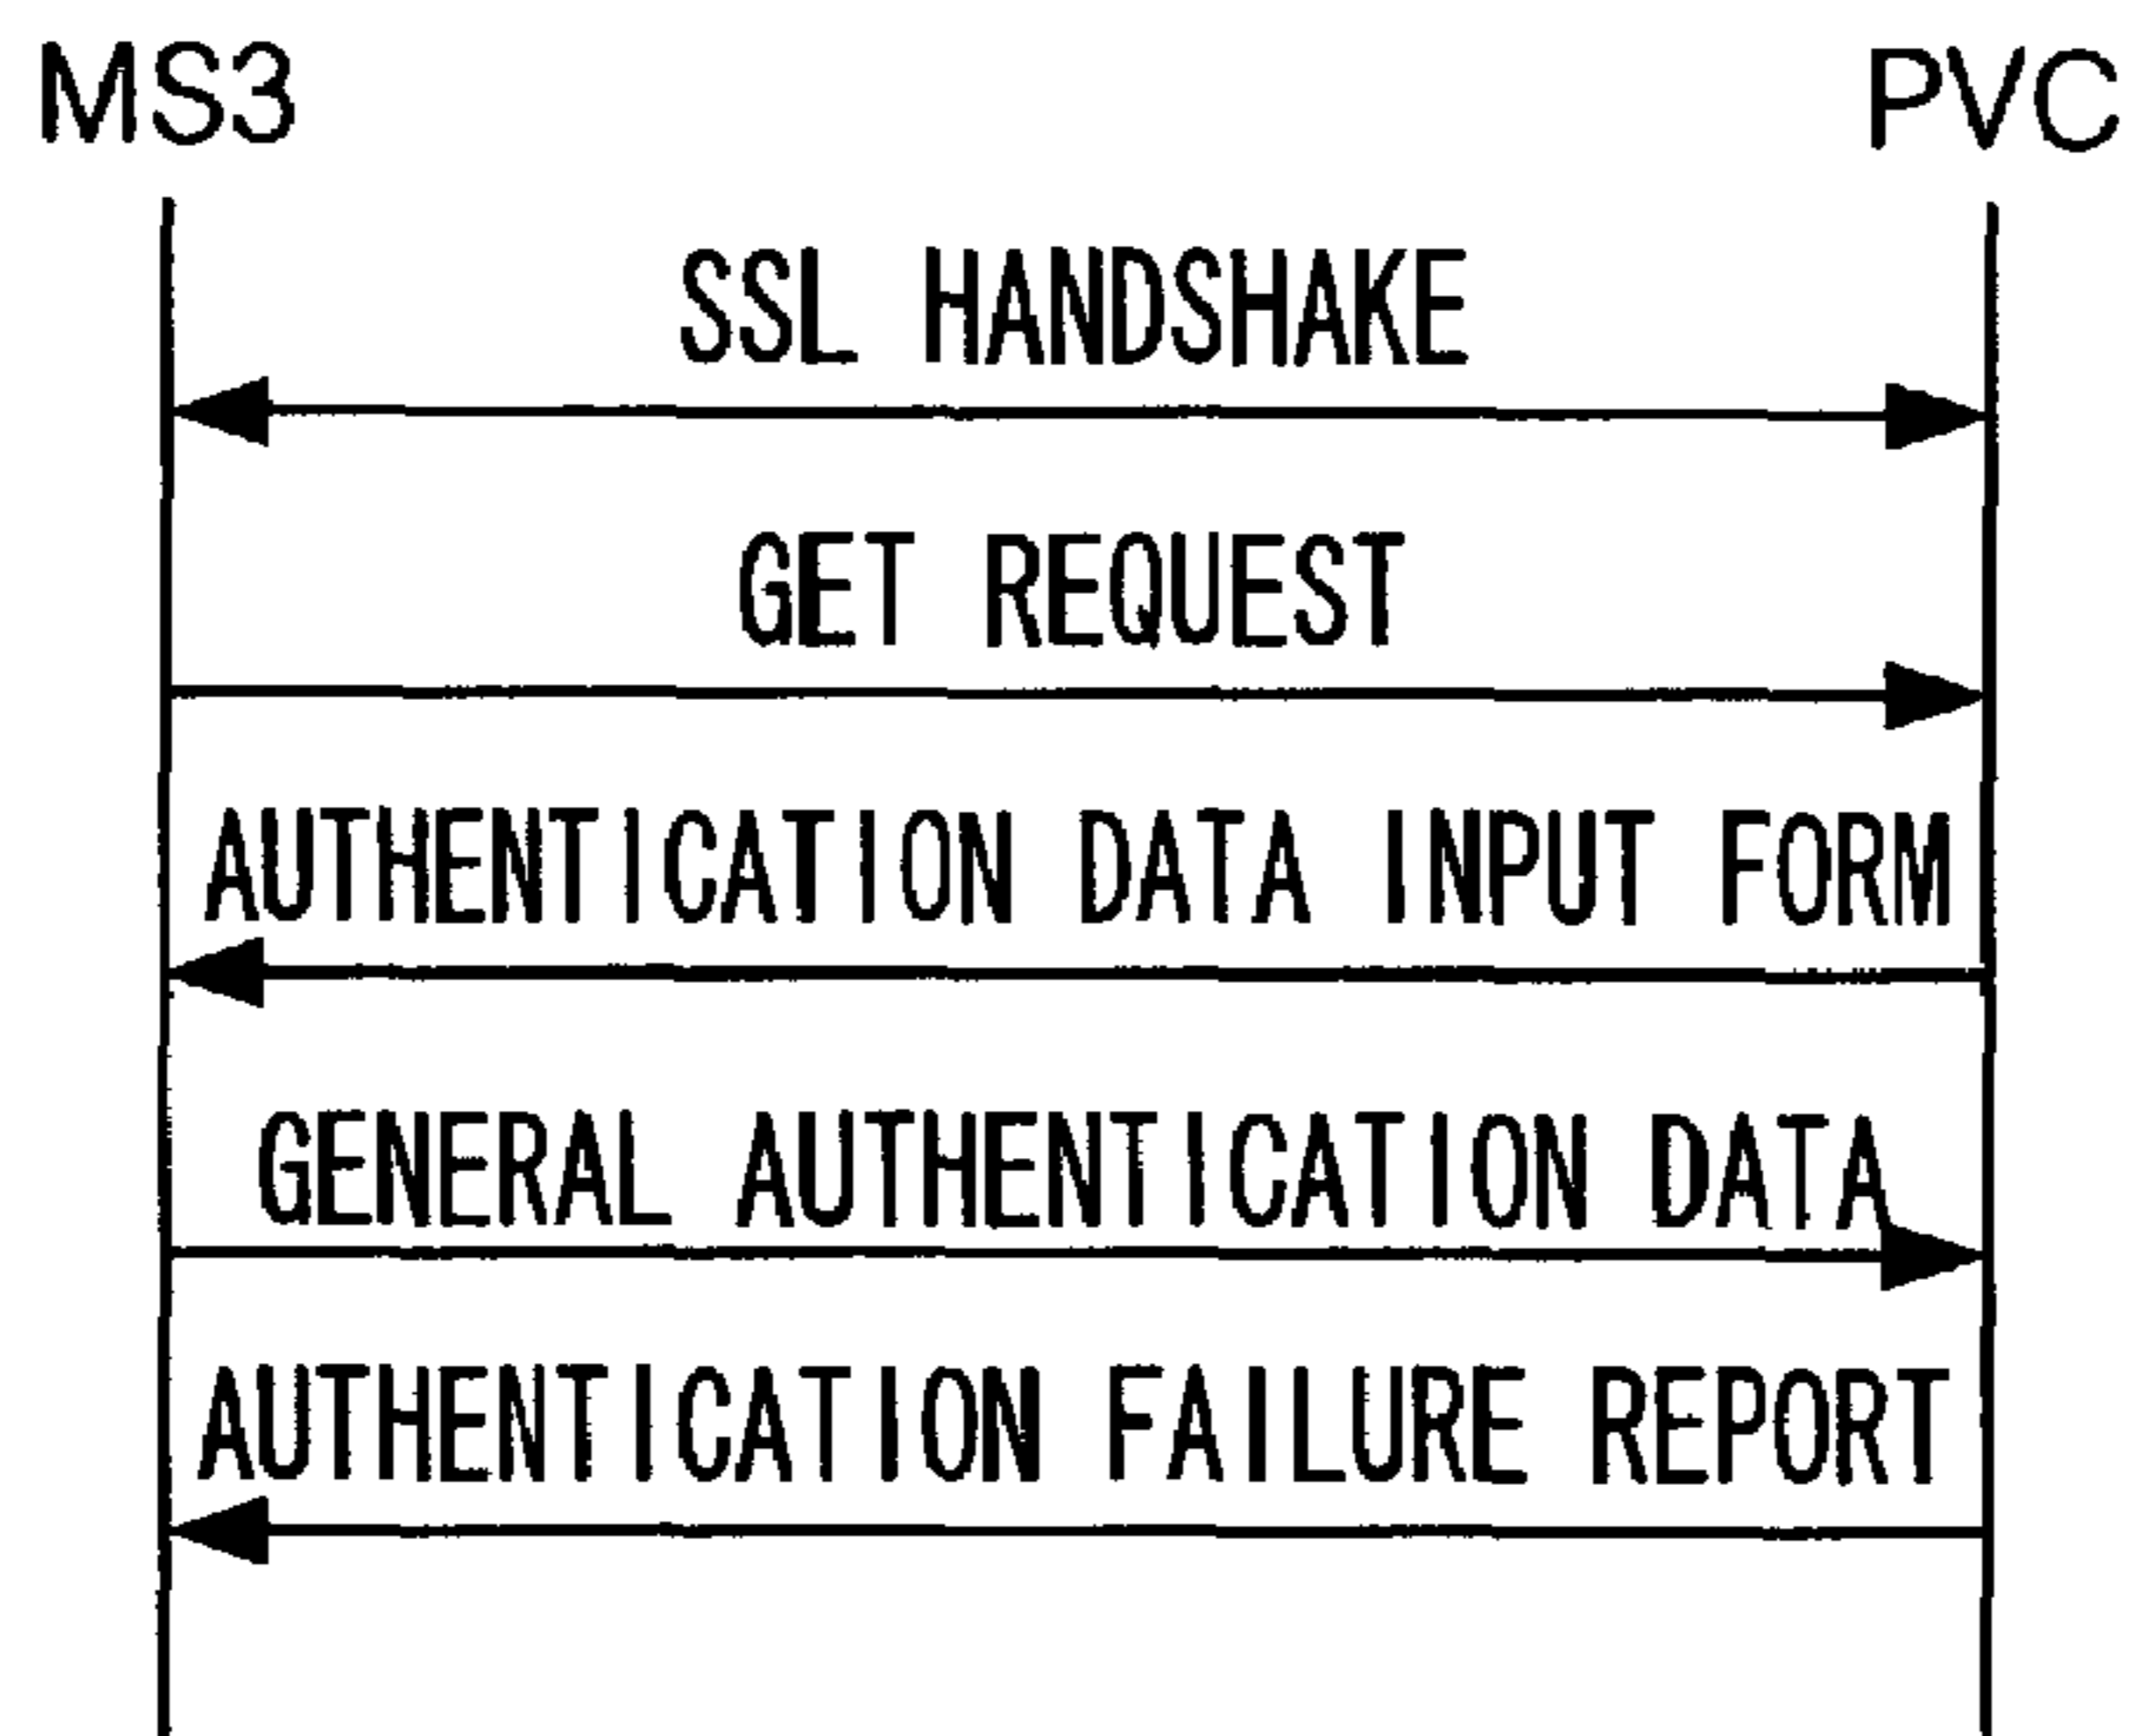 MS3 PVC
SSL HANDSHAKE
GET REQUEST
AUTHENTICATION DATA INPUT FORM
GENERAL AUTHENTICATION DATA
AUTHENTICATION FAILURE REPORT